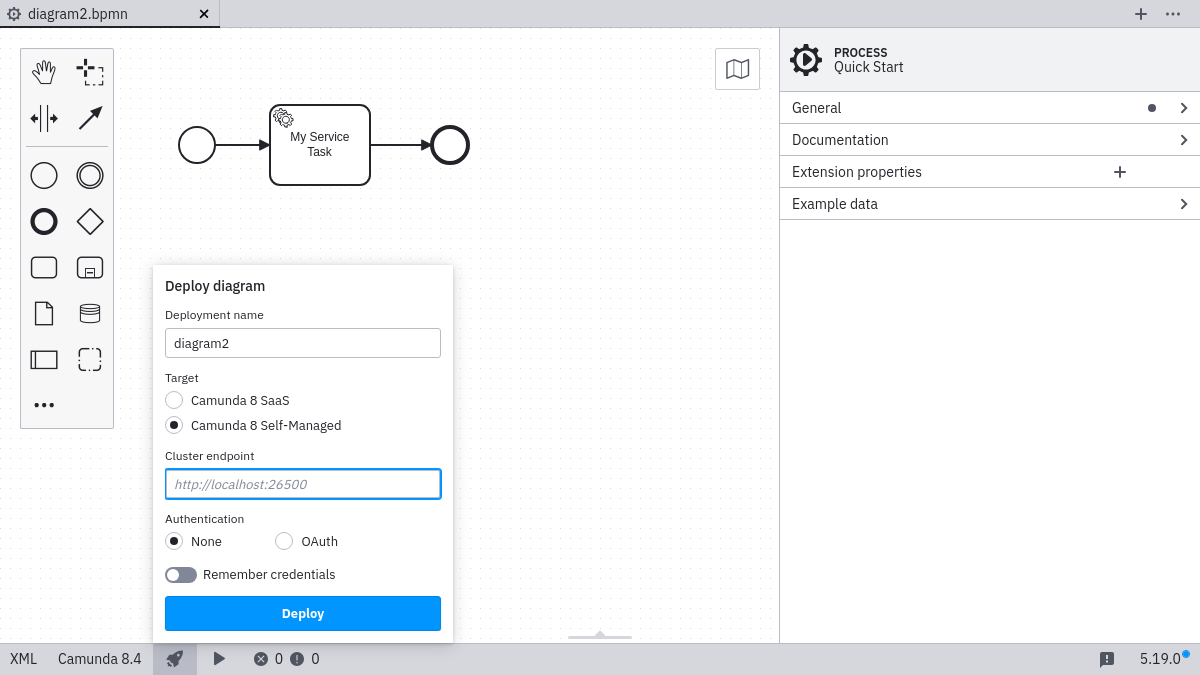 diagram2.bpmn
PROCESS
Quick Start
General
Documentation
Extension properties
Example data
My Service
Task
Deploy diagram
Deployment name
diagram2
Target
Camunda 8 SaaS
Camunda 8 Self-Managed
Cluster endpoint
http://localhost:26500
Authentication
None OAuth
Remember credentials
Deploy
XML Camunda 8.4 0 0 5.19.0